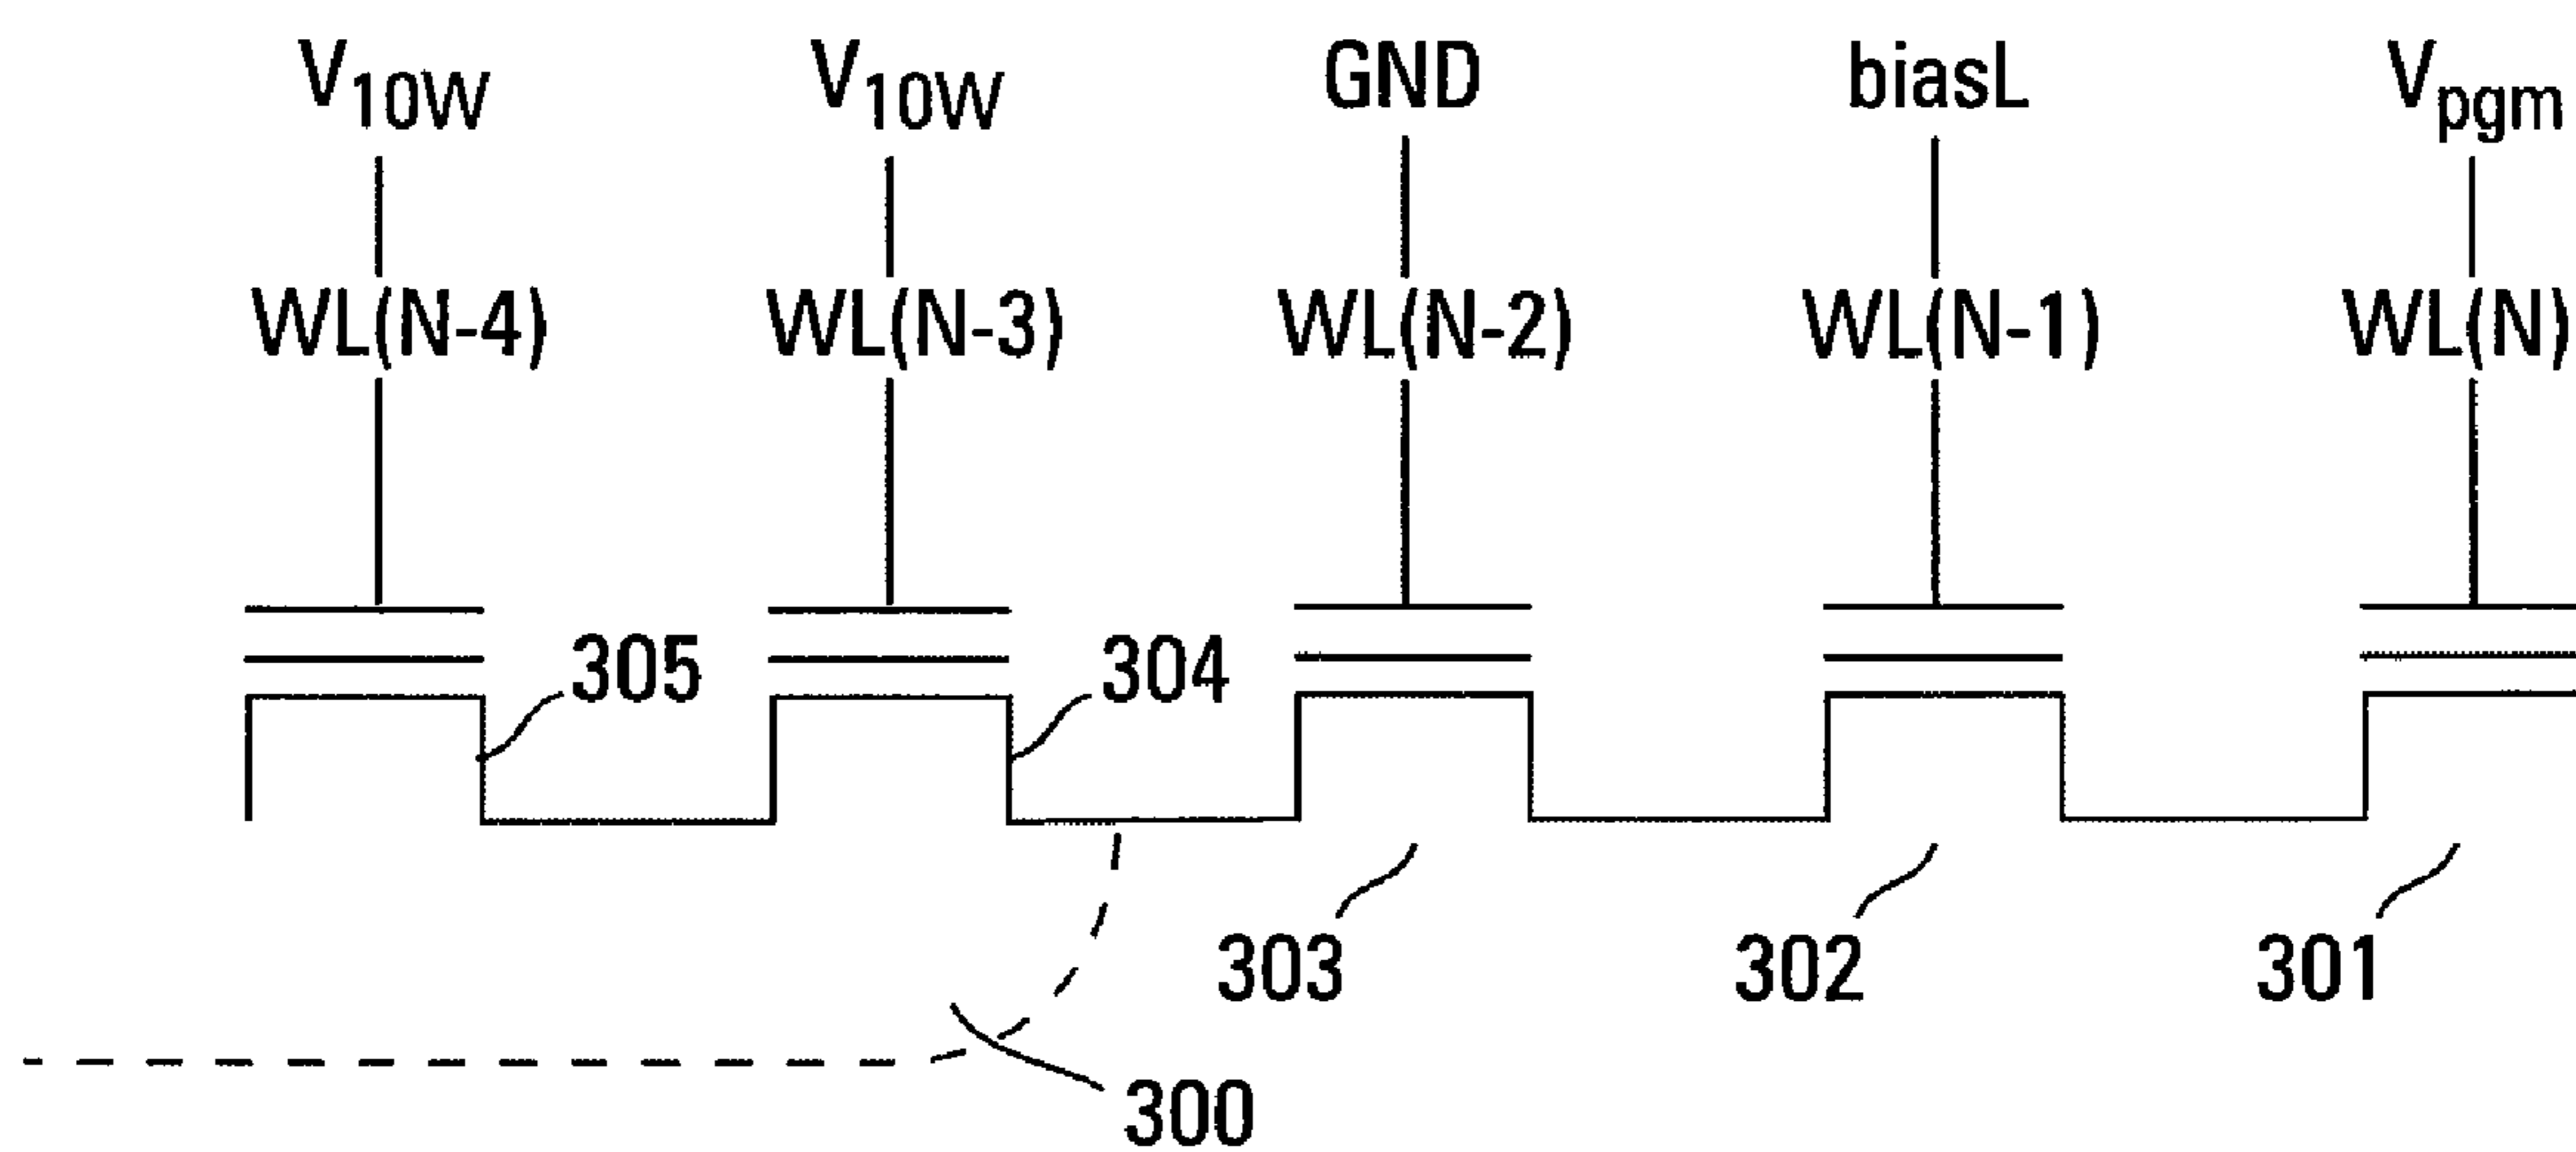 V10W V10W GND biasL Vpgm
WL(N-4) WL(N-3) WL(N-2) WL(N-1) WL(N)
305 304
303 302 301
300